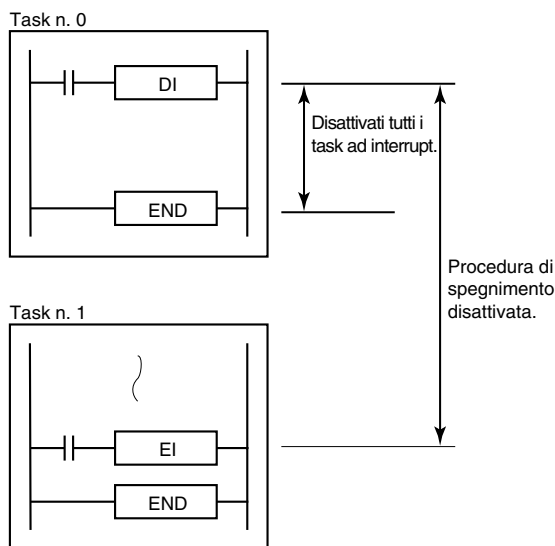 Task n. 0
DI
Disattivati tutti i
task ad interrupt.
END
Procedura di
spegnimento
disattivata.
Task n. 1
EI
END